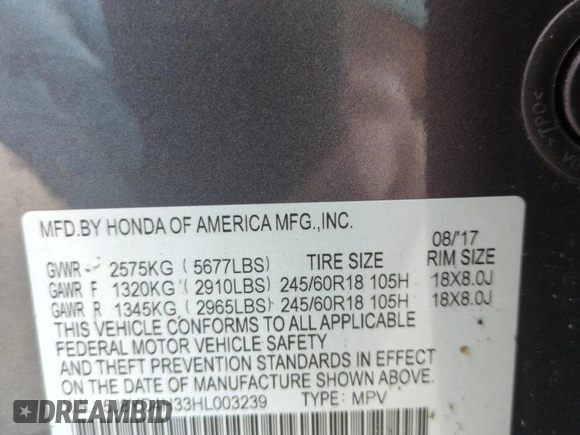 MFD.BY HONDA OF AMERICA MFG.,INC.
08/'17
GVWR 2575KG (5677LBS) TIRE SIZE RIM SIZE
GAWR F 1320KG (2910LBS) 245/60R18 105H 18X8.0J
GAWR R 1345KG (2965LBS) 245/60R18 105H 18X8.0J
THIS VEHICLE CONFORMS TO ALL APPLICABLE
FEDERAL MOTOR VEHICLE SAFETY
AND THEFT PREVENTION STANDARDS IN EFFECT
ON THE DATE OF MANUFACTURE SHOWN ABOVE.
33HL003239 TYPE: MPV
>TPO<
DREAMBID